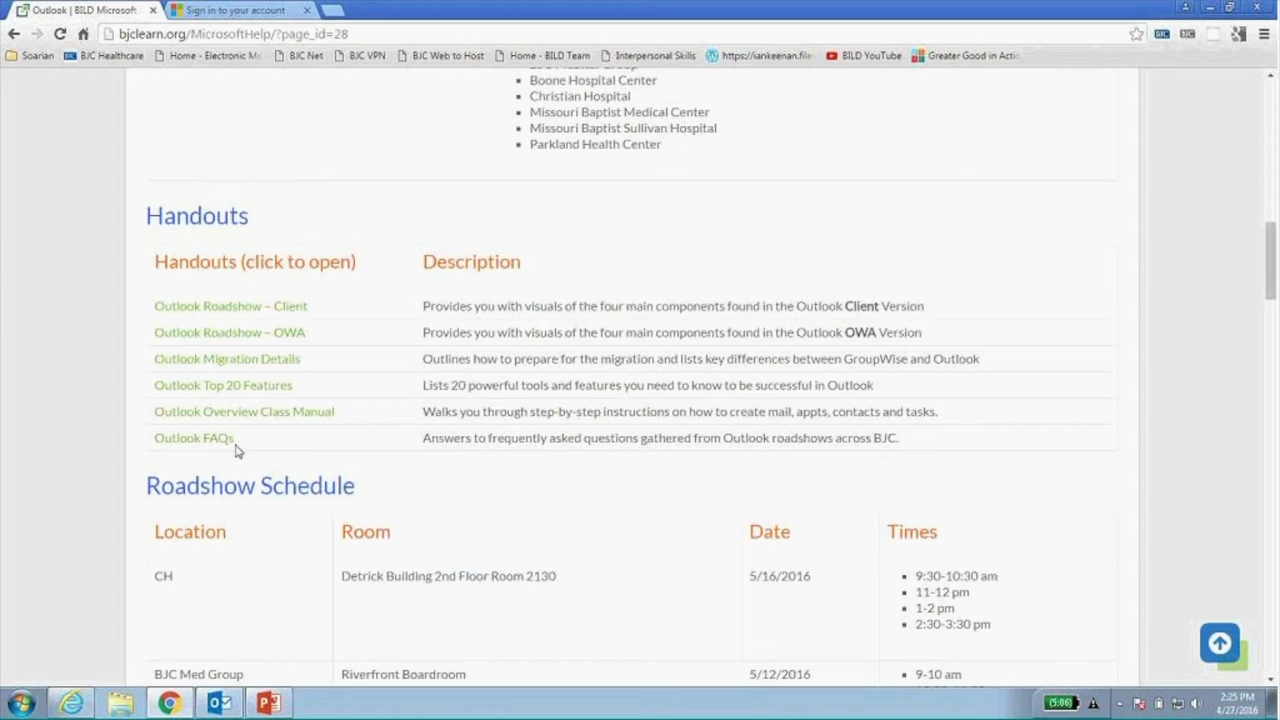 Outlook | BILD Microsoft
Sign in to your account
bjclearn.org/MicrosoftHelp/?page_id=28
Soarian
BJC Healthcare
Home - Electronic Me
BJC Net
BJC VPN
BJC Web to Host
Home - BILD Team
Interpersonal Skills
https://iankeenan.file
BILD YouTube
Greater Good in Acti
Boone Hospital Center
Christian Hospital
Missouri Baptist Medical Center
Missouri Baptist Sullivan Hospital
Parkland Health Center
Handouts
Handouts (click to open) Description
Outlook Roadshow – Client Provides you with visuals of the four main components found in the Outlook Client Version
Outlook Roadshow – OWA Provides you with visuals of the four main components found in the Outlook OWA Version
Outlook Migration Details Outlines how to prepare for the migration and lists key differences between GroupWise and Outlook
Outlook Top 20 Features Lists 20 powerful tools and features you need to know to be successful in Outlook
Outlook Overview Class Manual Walks you through step-by-step instructions on how to create mail, appts, contacts and tasks.
Outlook FAQs Answers to frequently asked questions gathered from Outlook roadshows across BJC.
Roadshow Schedule
Location Room Date Times
CH Detrick Building 2nd Floor Room 2130 5/16/2016 9:30-10:30 am
11-12 pm
1-2 pm
2:30-3:30 pm
BJC Med Group Riverfront Boardroom 5/12/2016 9-10 am
(5:06)
2:25 PM
4/27/2016